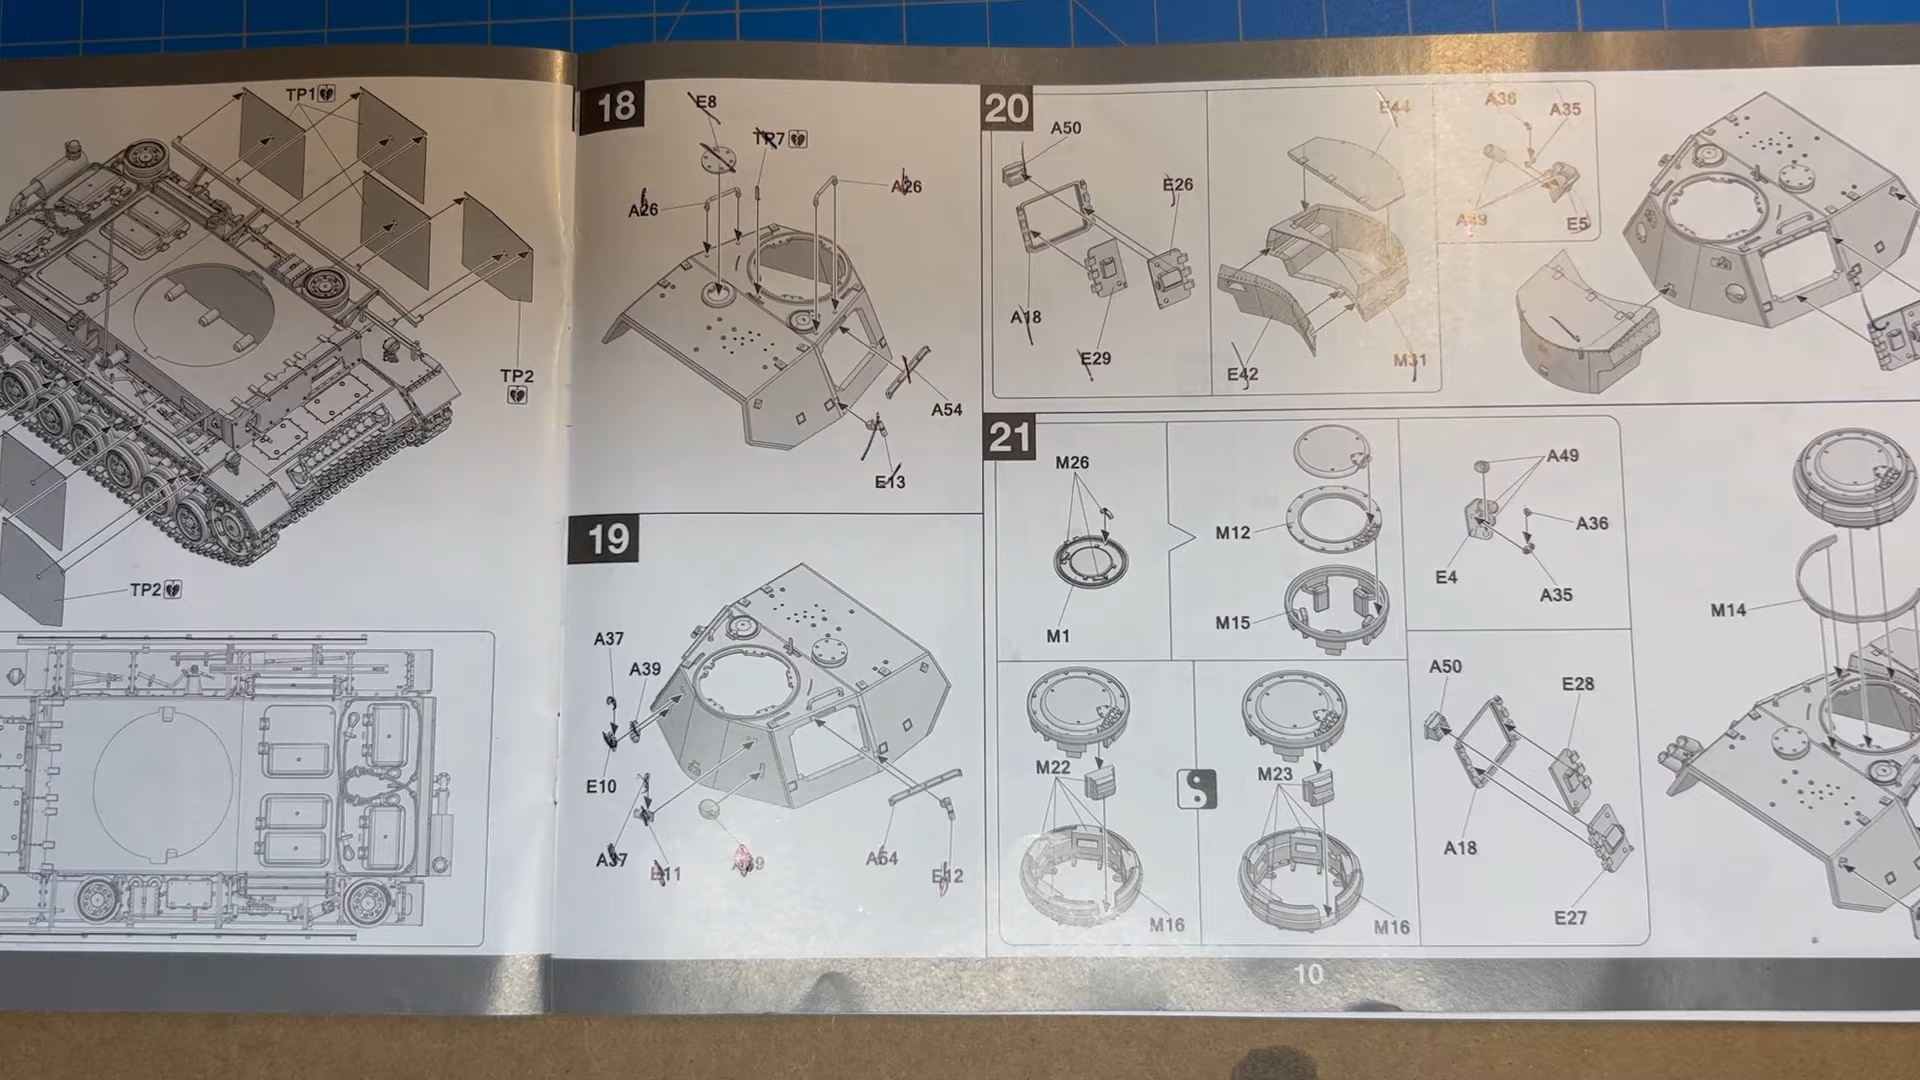 TP1
TP2
TP2
18
E8
TP7
A26
A26
A54
E13
19
A37
A39
E10
A37
E11
A54
E12
20
A50
E26
A18
E29
E44
E42
M31
A36
A35
E5
21
M26
M1
M12
M15
A49
A36
E4
A35
M22
M16
M23
M16
A50
E28
A18
E27
M14
10